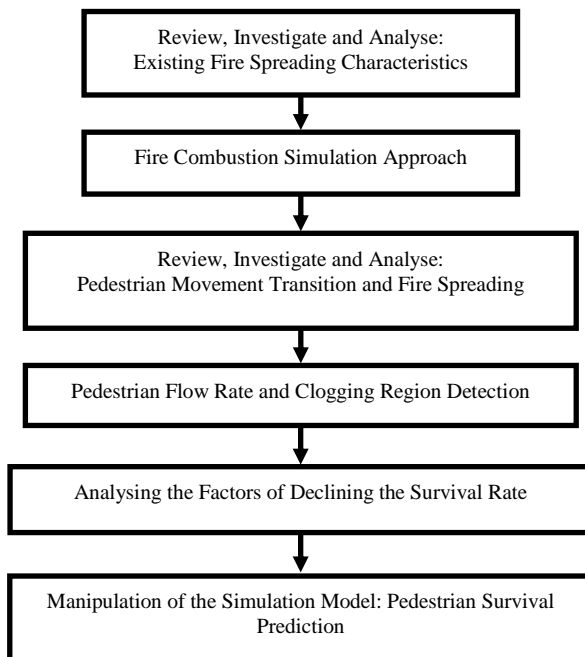 Review, Investigate and Analyse:
Existing Fire Spreading Characteristics
Fire Combustion Simulation Approach
Review, Investigate and Analyse:
Pedestrian Movement Transition and Fire Spreading
Pedestrian Flow Rate and Clogging Region Detection
Analysing the Factors of Declining the Survival Rate
Manipulation of the Simulation Model: Pedestrian Survival
Prediction